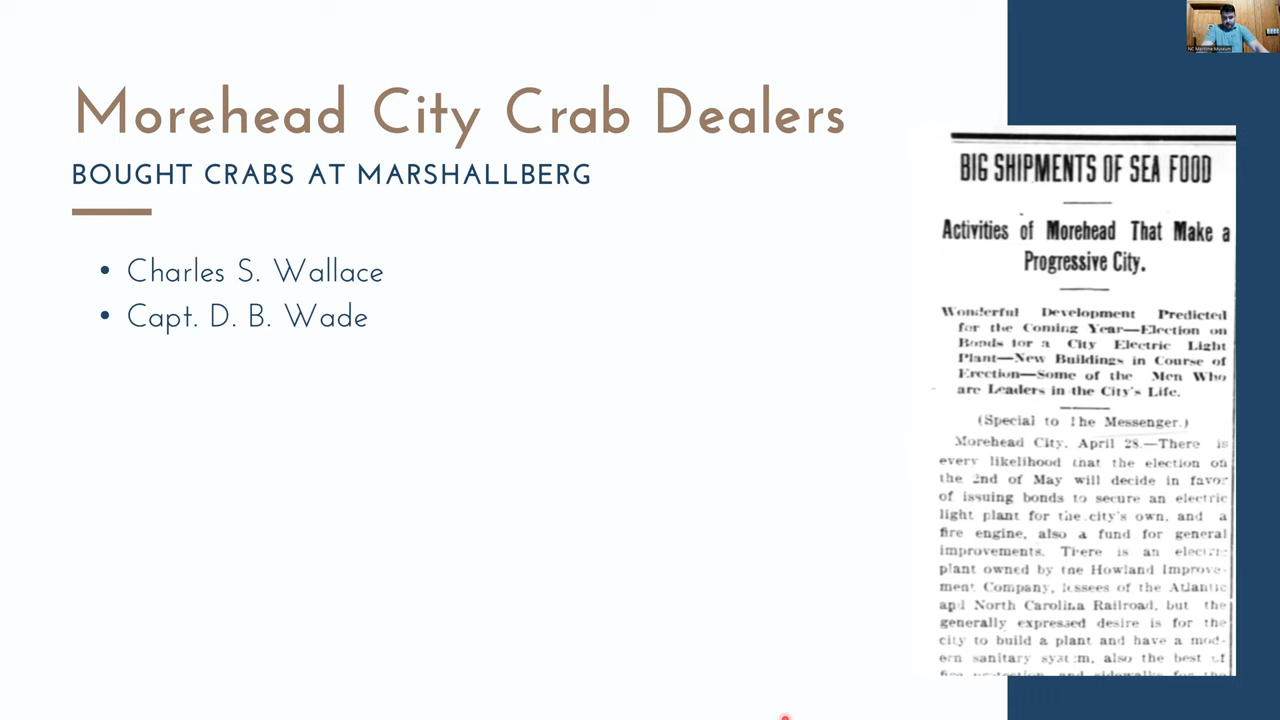 Morehead City Crab Dealers
BOUGHT CRABS AT MARSHALLBERG
• Charles S. Wallace
• Capt. D. B. Wade
NC Maritime Museum
BIG SHIPMENTS OF SEA FOOD
Activities of Morehead That Make a
Progressive City.
Wonderful Development Predicted
for the Coming Year—Election on
Bonds for a City Electric Light
Plant—New Buildings in Course of
Erection—Some of the Men Who
are Leaders in the City's Life.
(Special to The Messenger.)
Morehead City, April 28.—There is
every likelihood that the election on
the 2nd of May will decide in favor
of issuing bonds to secure an electric
light plant for the city's own, and a
fire engine, also a fund for general
improvements. There is an electric
plant owned by the Howland Improve-
ment Company, lessees of the Atlantic
and North Carolina Railroad, but the
generally expressed desire is for the
city to build a plant and have a mod-
ern sanitary system, also the best of